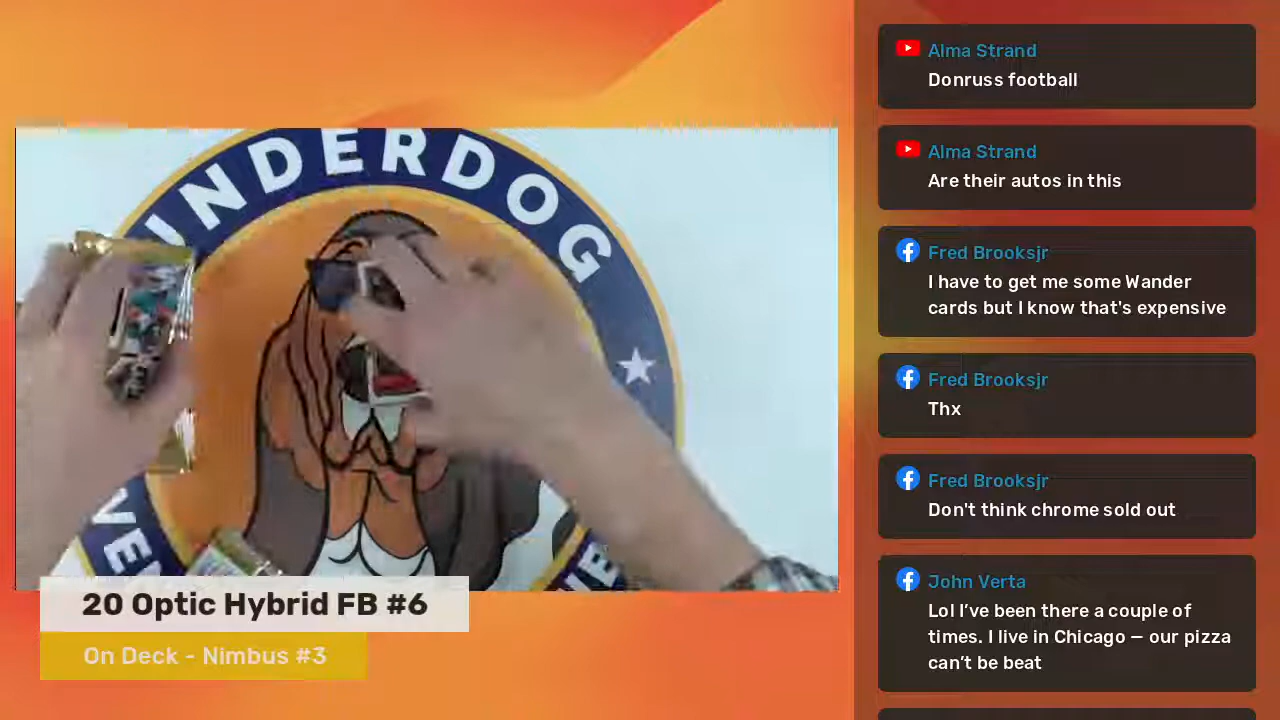 UNDERDOG
20 Optic Hybrid FB #6
On Deck - Nimbus #3
Alma Strand
Donruss football
Alma Strand
Are their autos in this
Fred Brooksjr
I have to get me some Wander
cards but I know that's expensive
Fred Brooksjr
Thx
Fred Brooksjr
Don't think chrome sold out
John Verta
Lol I’ve been there a couple of
times. I live in Chicago — our pizza
can’t be beat